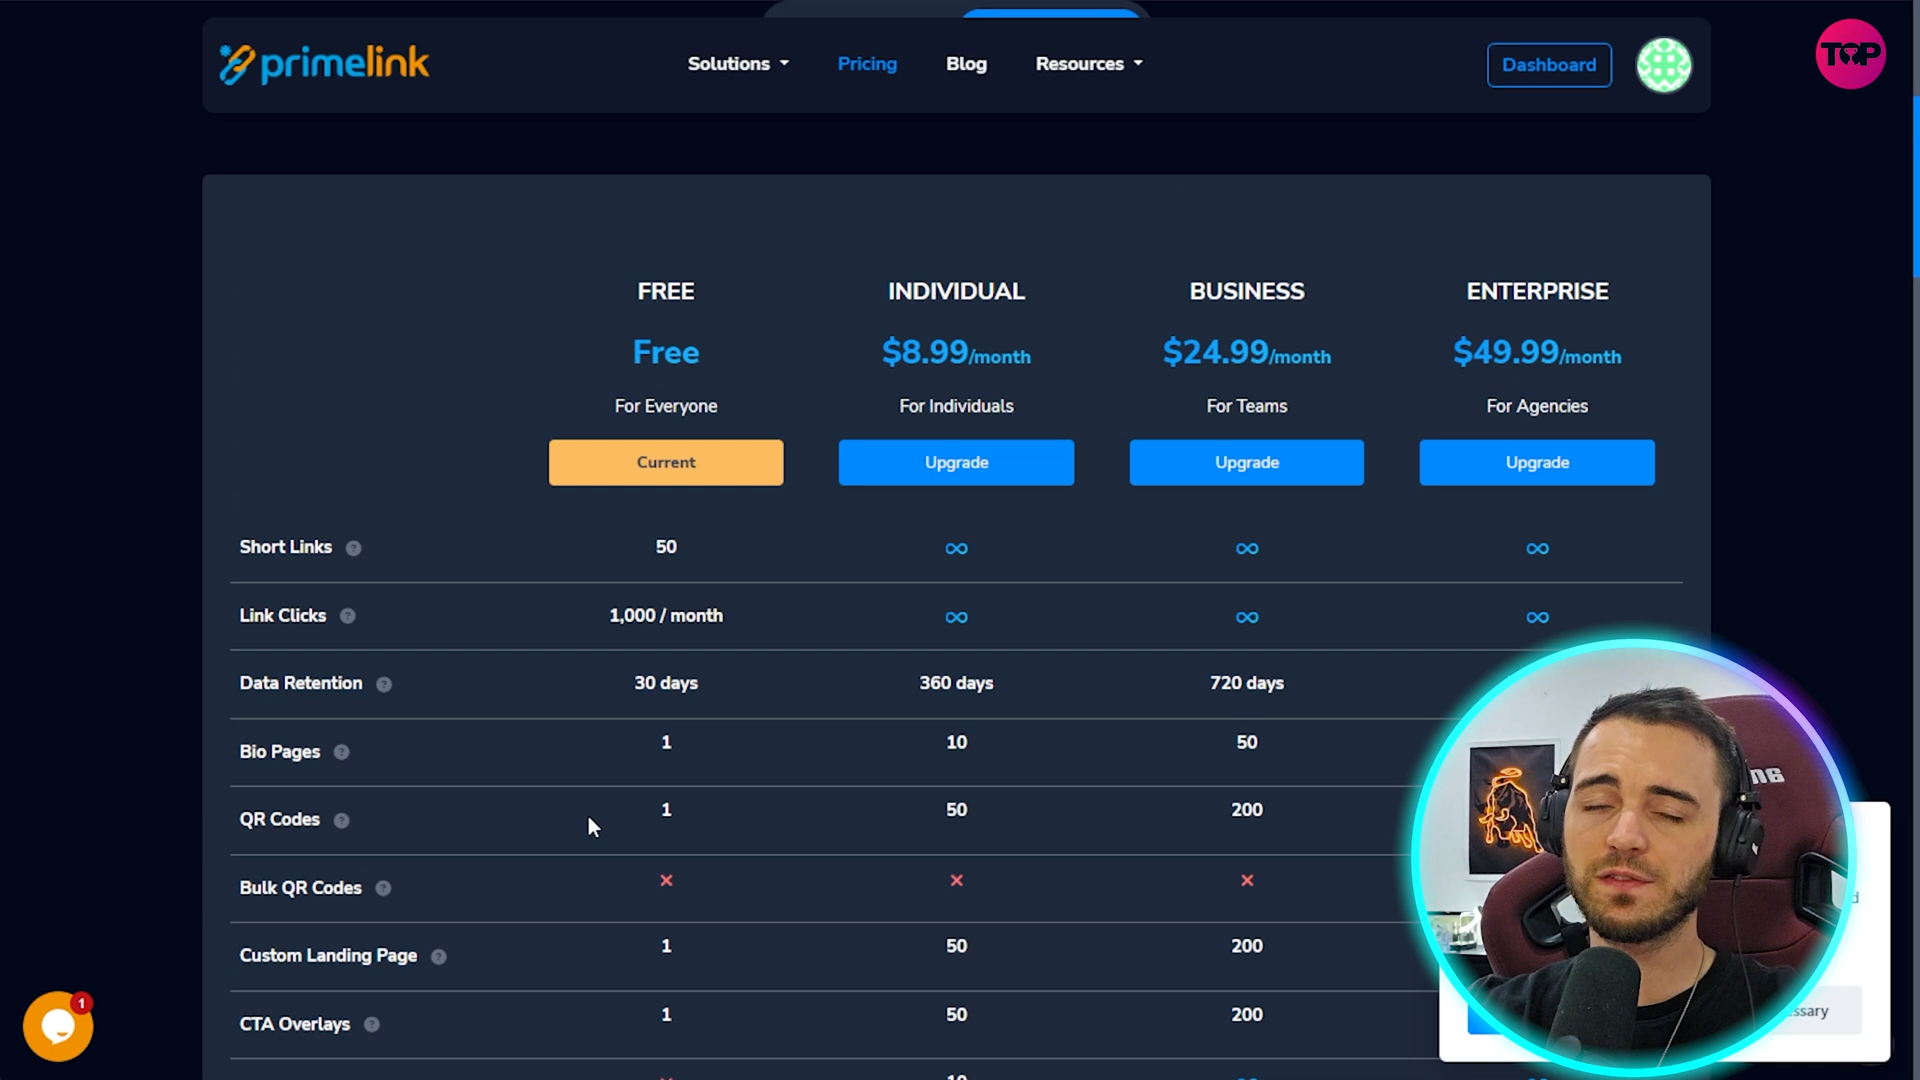 primelink
Solutions
Pricing
Blog
Resources
Dashboard
TOP
FREE
INDIVIDUAL
BUSINESS
ENTERPRISE
Free
$8.99/month
$24.99/month
$49.99/month
For Everyone
For Individuals
For Teams
For Agencies
Current
Upgrade
Upgrade
Upgrade
Short Links ?
50
∞
∞
∞
Link Clicks ?
1,000 / month
∞
∞
∞
Data Retention ?
30 days
360 days
720 days
Bio Pages ?
1
10
50
QR Codes ?
1
50
200
Bulk QR Codes ?
×
×
×
Custom Landing Page ?
1
50
200
CTA Overlays ?
1
50
200
1